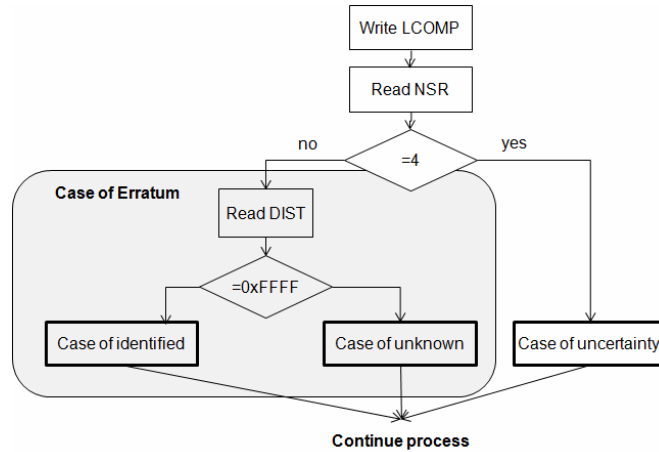 Write LCOMP
Read NSR
no
=4
yes
Case of Erratum
Read DIST
=0xFFFF
Case of identified
Case of unknown
Case of uncertainty
Continue process